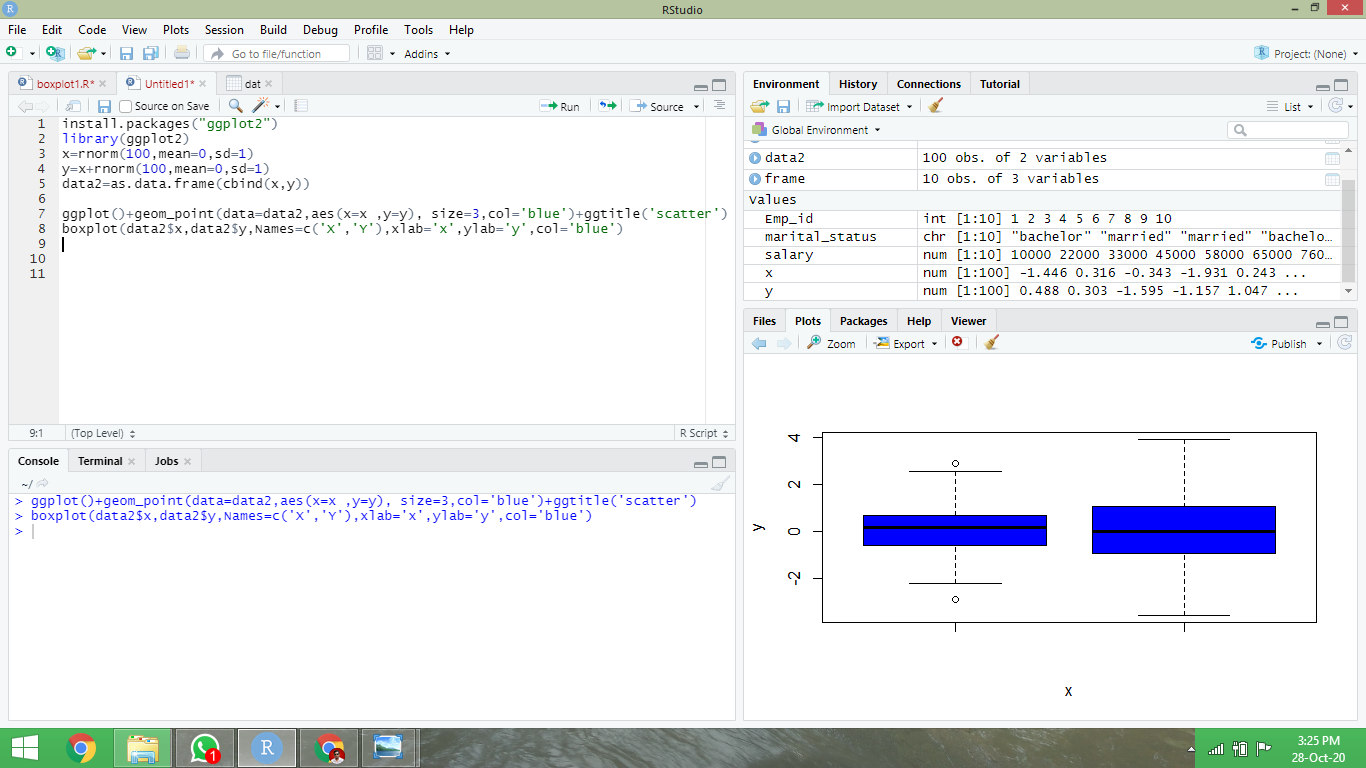 RStudio
File Edit Code View Plots Session Build Debug Profile Tools Help
Go to file/function Addins Project: (None)
boxplot1.R* Untitled1* dat
Source on Save Run Source
1 install.packages("ggplot2")
2 library(ggplot2)
3 x=rnorm(100,mean=0,sd=1)
4 y=x+rnorm(100,mean=0,sd=1)
5 data2=as.data.frame(cbind(x,y))
6
7 ggplot()+geom_point(data=data2,aes(x=x ,y=y), size=3,col='blue')+ggtitle('scatter')
8 boxplot(data2$x,data2$y,Names=c('X','Y'),xlab='x',ylab='y',col='blue')
9
10
11
9:1 (Top Level) R Script
Console Terminal Jobs
~/
> ggplot()+geom_point(data=data2,aes(x=x ,y=y), size=3,col='blue')+ggtitle('scatter')
> boxplot(data2$x,data2$y,Names=c('X','Y'),xlab='x',ylab='y',col='blue')
>
Environment History Connections Tutorial
Import Dataset List
Global Environment
data2 100 obs. of 2 variables
frame 10 obs. of 3 variables
Values
Emp_id int [1:10] 1 2 3 4 5 6 7 8 9 10
marital_status chr [1:10] "bachelor" "married" "married" "bachelo…
salary num [1:10] 10000 22000 33000 45000 58000 65000 760…
x num [1:100] -1.446 0.316 -0.343 -1.931 0.243 ...
y num [1:100] 0.488 0.303 -1.595 -1.157 1.047 ...
Files Plots Packages Help Viewer
Zoom Export Publish
4
2
0
-2
y
x
1
3:25 PM
28-Oct-20